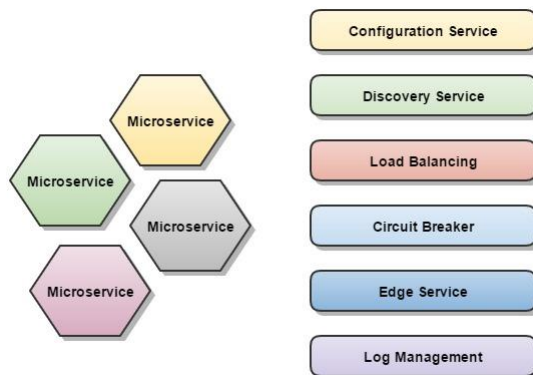 Microservice
Microservice
Microservice
Microservice
Configuration Service
Discovery Service
Load Balancing
Circuit Breaker
Edge Service
Log Management